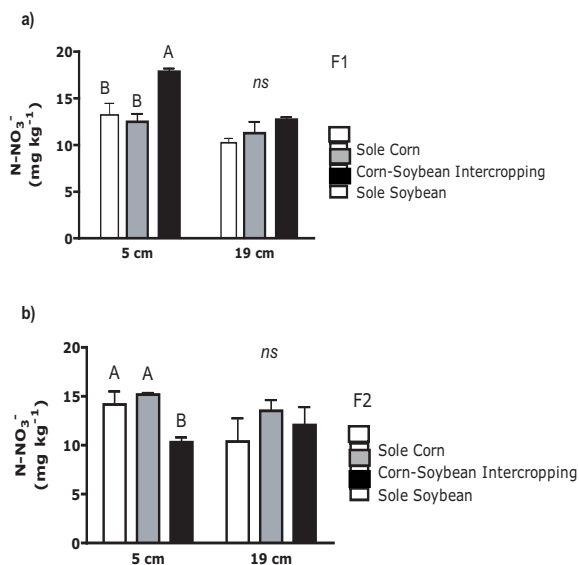 a)
20
15
10
5
0
N-NO₃⁻
(mg kg⁻¹)
B B A
ns
5 cm 19 cm
F1
Sole Corn
Corn-Soybean Intercropping
Sole Soybean
b)
20
15
10
5
0
N-NO₃⁻
(mg kg⁻¹)
A A B
ns
5 cm 19 cm
F2
Sole Corn
Corn-Soybean Intercropping
Sole Soybean